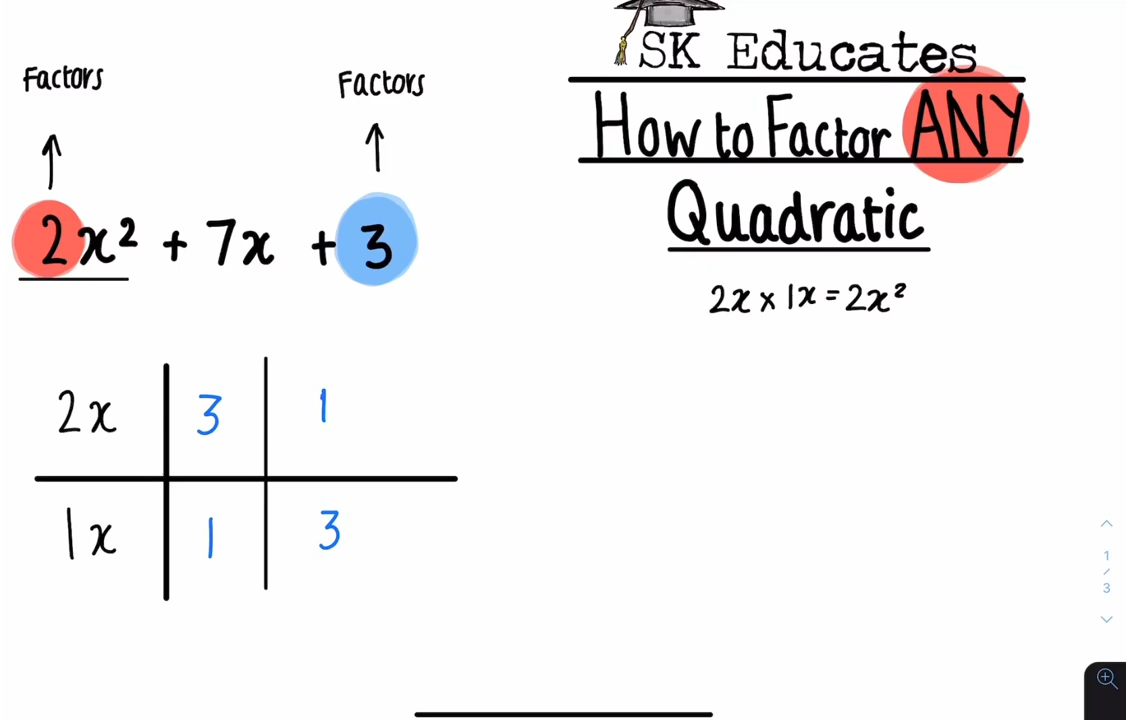 SK Educates
How to Factor ANY
Quadratic
2x × 1x = 2x²
Factors
Factors
2x² + 7x + 3
2x 3 1
1x 1 3
1
/
3